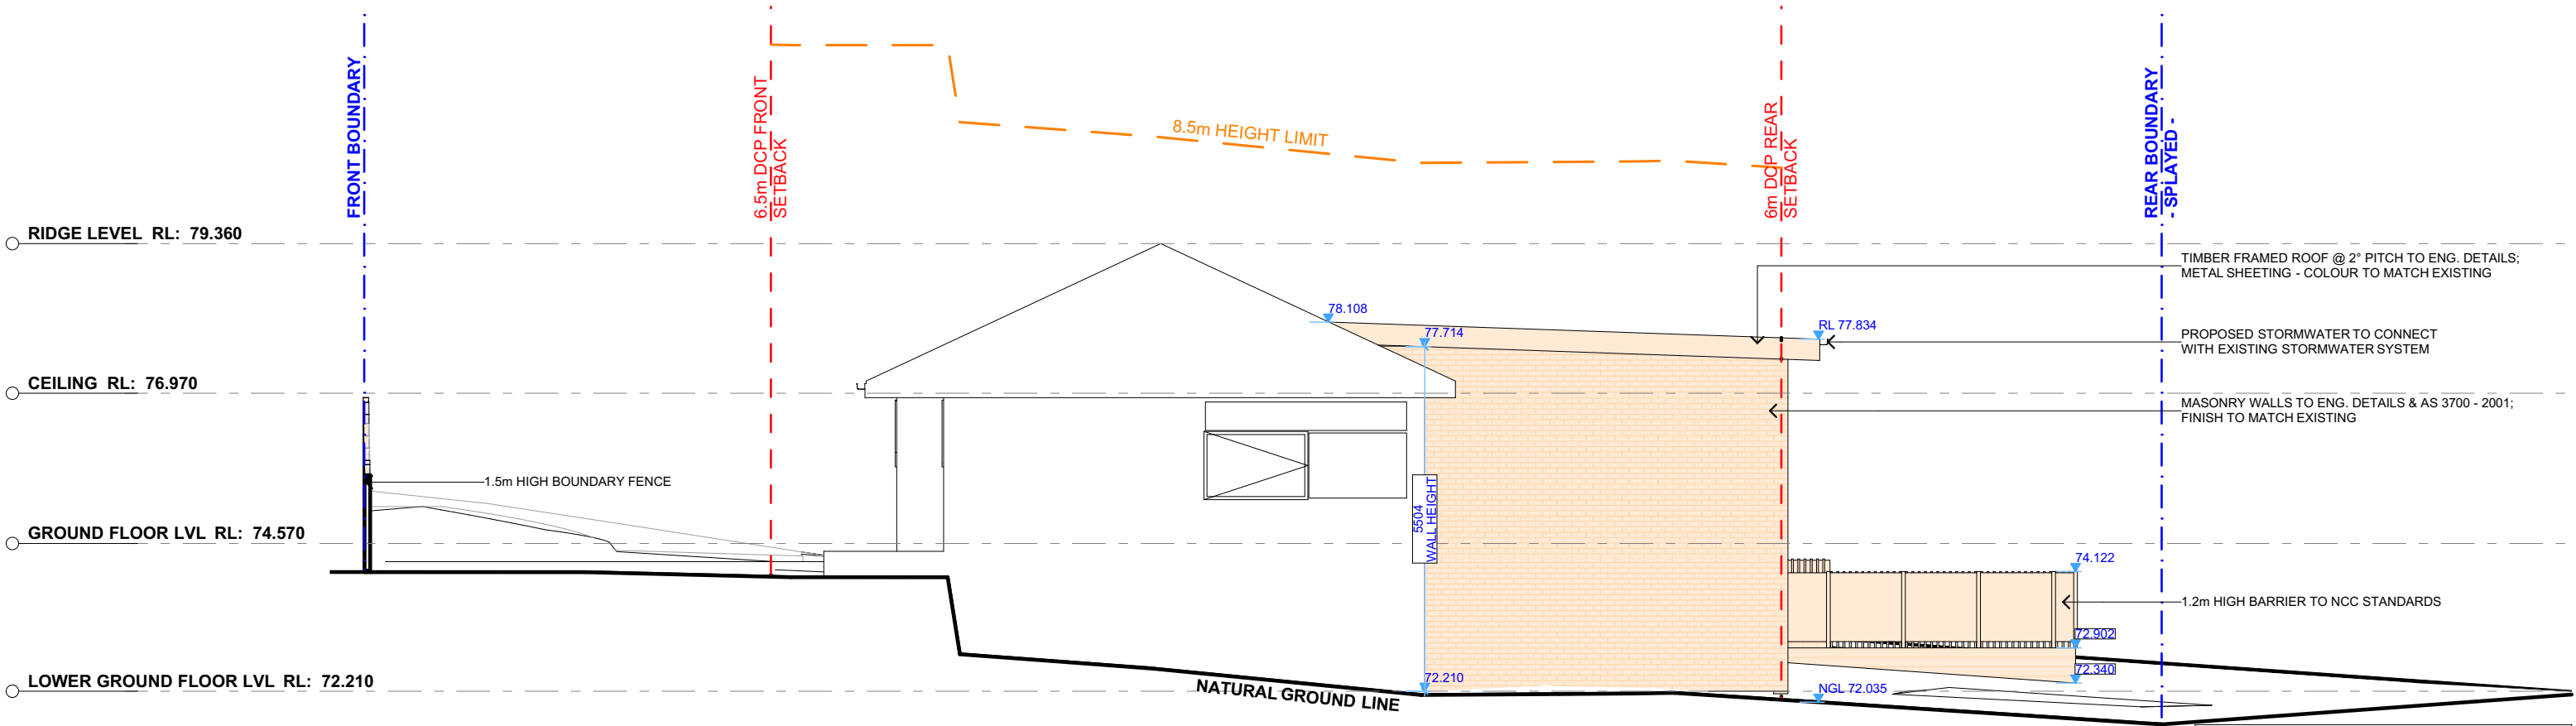 FRONT BOUNDARY
6.5m DCP FRONT
SETBACK
8.5m HEIGHT LIMIT
6m DCP REAR
SETBACK
REAR BOUNDARY
- SPLAYED -
RIDGE LEVEL RL: 79.360
TIMBER FRAMED ROOF @ 2° PITCH TO ENG. DETAILS;
METAL SHEETING - COLOUR TO MATCH EXISTING
78.108
77.714
RL 77.834
PROPOSED STORMWATER TO CONNECT
WITH EXISTING STORMWATER SYSTEM
CEILING RL: 76.970
MASONRY WALLS TO ENG. DETAILS & AS 3700 - 2001;
FINISH TO MATCH EXISTING
1.5m HIGH BOUNDARY FENCE
5504
WALL HEIGHT
GROUND FLOOR LVL RL: 74.570
74.122
1.2m HIGH BARRIER TO NCC STANDARDS
72.902
72.340
LOWER GROUND FLOOR LVL RL: 72.210
72.210
NATURAL GROUND LINE
NGL 72.035